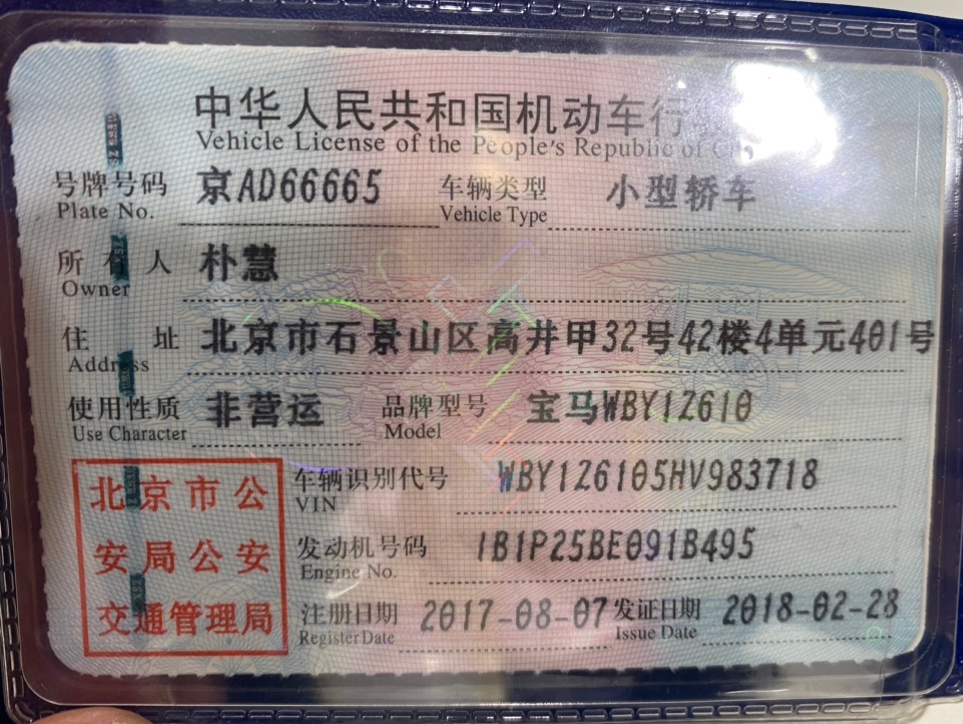 中华人民共和国机动车行
Vehicle License of the People's Republic of
号牌号码 京AD66665 车辆类型 小型轿车
Plate No. Vehicle Type
所有人 朴慧
Owner
住址 北京市石景山区高井甲32号42楼4单元401号
Address
使用性质 非营运 品牌型号 宝马WBY1Z610
Use Character Model
北京市公
安局公安
交通管理局
车辆识别代号 WBY1Z6105HV983718
VIN
发动机号码 1B1P25BE091B495
Engine No.
注册日期 2017-08-07 发证日期 2018-02-28
Register Date Issue Date